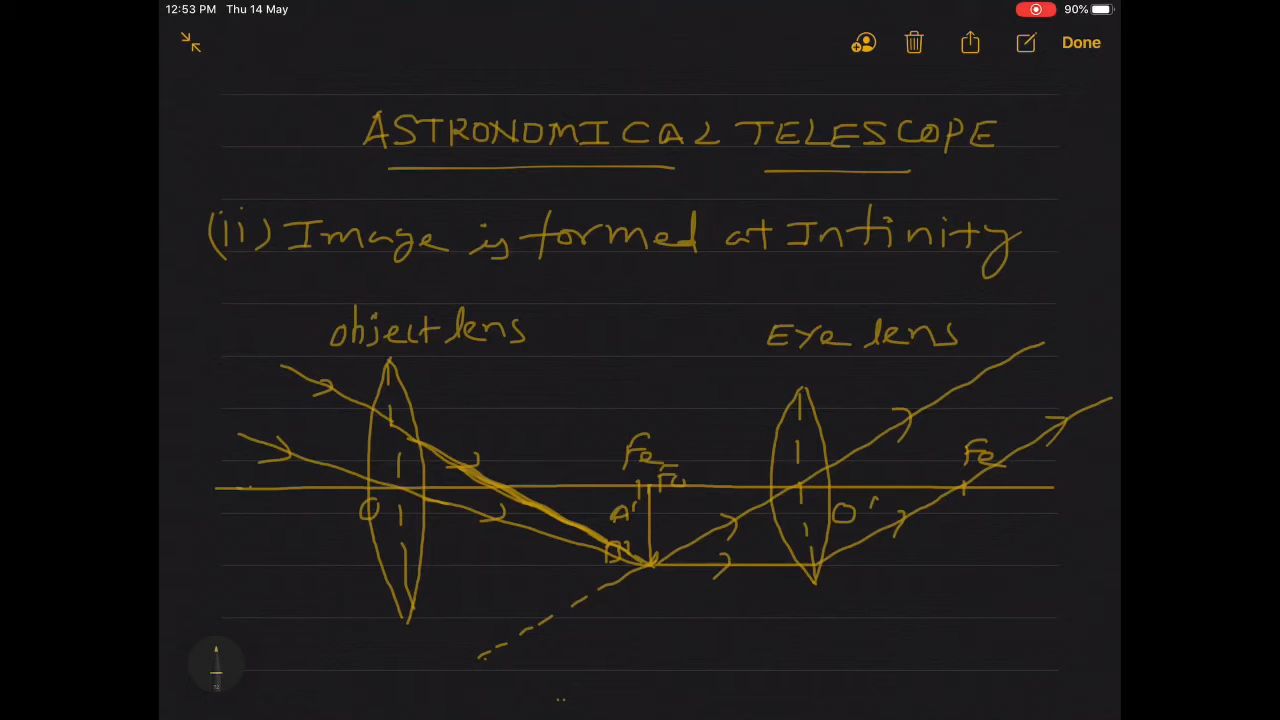 12:53 PM Thu 14 May
90%
Done
ASTRONOMICAL TELESCOPE
(ii) Image is formed at Infinity
object lens
Eye lens
Fe
Fo
Fe
O
A'
O'
B'